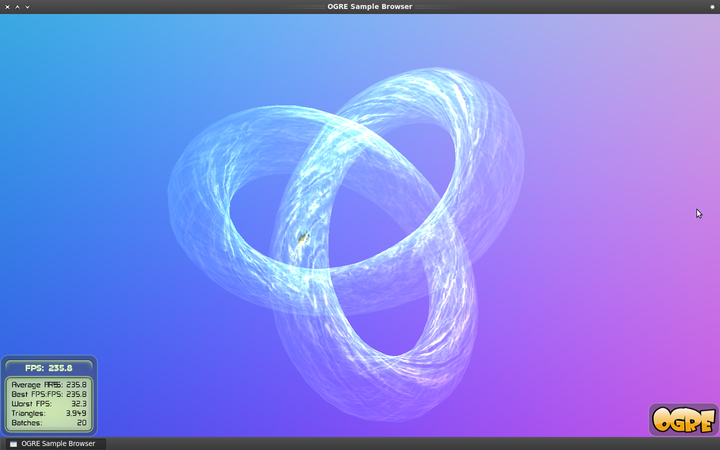 OGRE Sample Browser
FPS: 235.8
Average FPS: 235.8
Best FPS: 235.8
Worst FPS: 32.3
Triangles: 3,949
Batches: 20
OGRE
OGRE Sample Browser